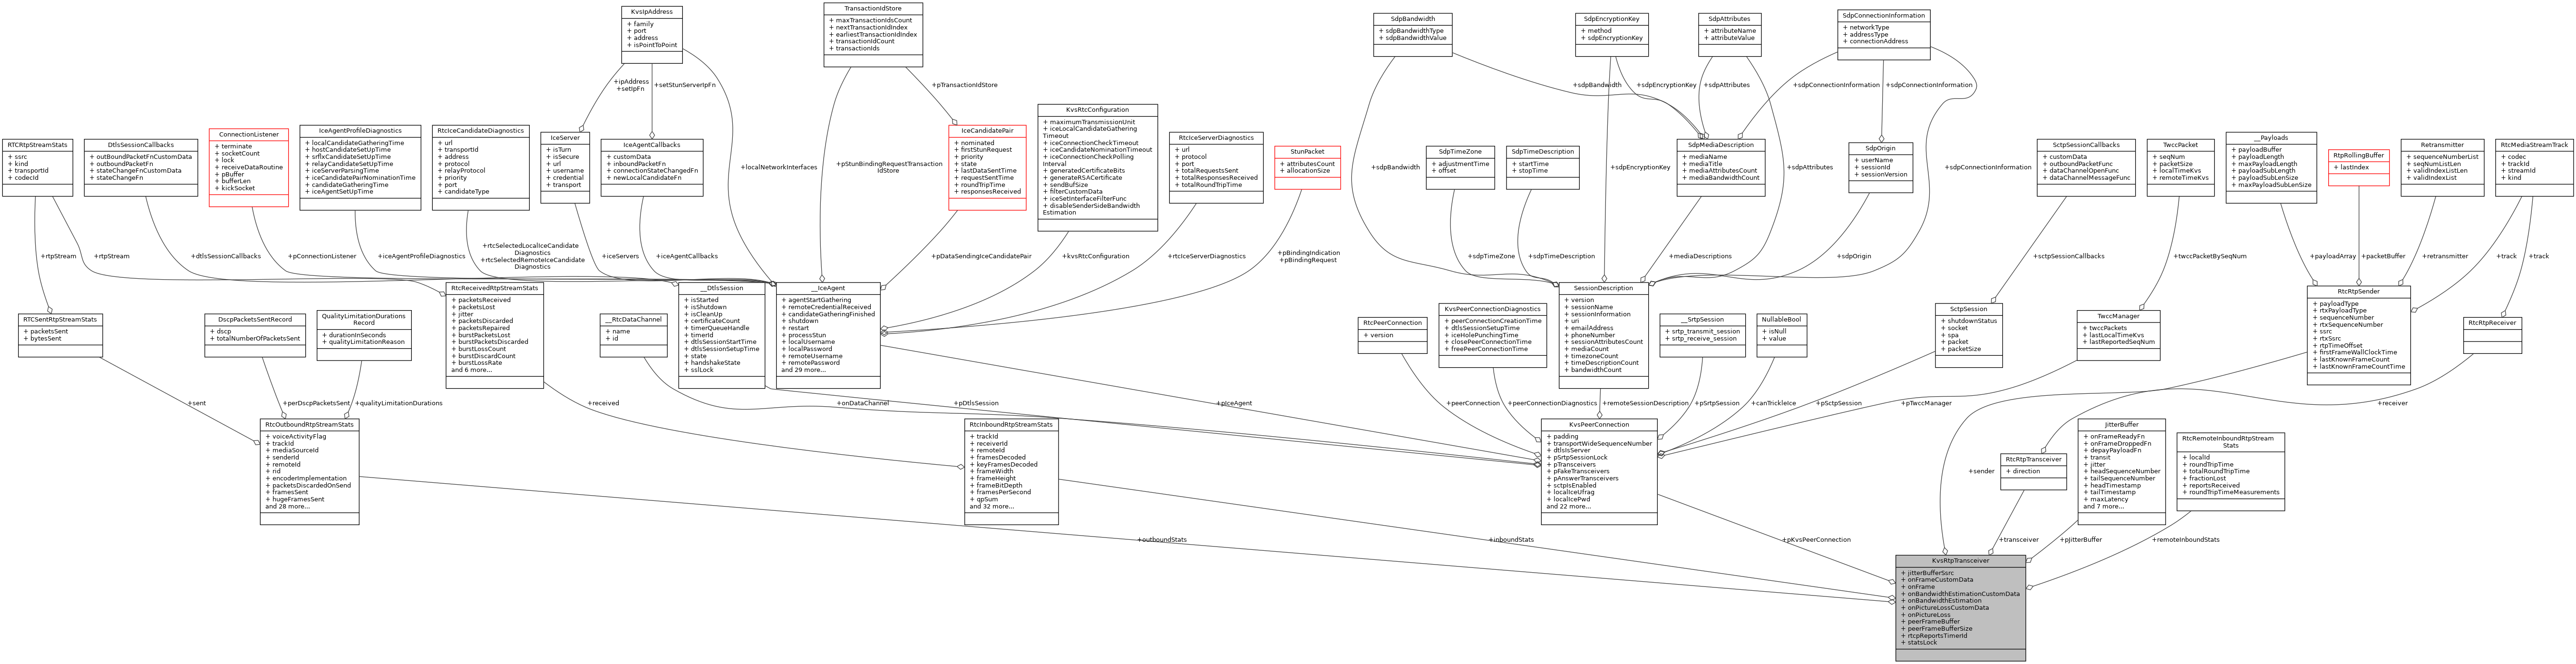 KvsIpAddress
+ family
+ port
+ address
+ isPointToPoint
TransactionIdStore
+ maxTransactionIdsCount
+ nextTransactionIdIndex
+ earliestTransactionIdIndex
+ transactionIdCount
+ transactionIds
SdpBandwidth
+ sdpBandwidthType
+ sdpBandwidthValue
SdpEncryptionKey
+ method
+ sdpEncryptionKey
SdpAttributes
+ attributeName
+ attributeValue
SdpConnectionInformation
+ networkType
+ addressType
+ connectionAddress
+ipAddress
+setIpFn
+setStunServerIpFn
+pTransactionIdStore
+sdpBandwidth
+sdpEncryptionKey
+sdpAttributes
+sdpConnectionInformation
+sdpConnectionInformation
RTCRtpStreamStats
+ ssrc
+ kind
+ transportId
+ codecId
DtlsSessionCallbacks
+ outBoundPacketFnCustomData
+ outboundPacketFn
+ stateChangeFnCustomData
+ stateChangeFn
ConnectionListener
+ terminate
+ socketCount
+ lock
+ receiveDataRoutine
+ pBuffer
+ bufferLen
+ kickSocket
IceAgentProfileDiagnostics
+ localCandidateGatheringTime
+ hostCandidateSetUpTime
+ srflxCandidateSetUpTime
+ relayCandidateSetUpTime
+ iceServerParsingTime
+ iceCandidatePairNominationTime
+ candidateGatheringTime
+ iceAgentSetUpTime
RtcIceCandidateDiagnostics
+ url
+ transportId
+ address
+ protocol
+ relayProtocol
+ priority
+ port
+ candidateType
IceServer
+ isTurn
+ isSecure
+ url
+ username
+ credential
+ transport
IceAgentCallbacks
+ customData
+ inboundPacketFn
+ connectionStateChangedFn
+ newLocalCandidateFn
+localNetworkInterfaces
+pStunBindingRequestTransaction
IdStore
IceCandidatePair
+ nominated
+ firstStunRequest
+ priority
+ state
+ lastDataSentTime
+ requestSentTime
+ roundTripTime
+ responsesReceived
KvsRtcConfiguration
+ maximumTransmissionUnit
+ iceLocalCandidateGathering
Timeout
+ iceConnectionCheckTimeout
+ iceCandidateNominationTimeout
+ iceConnectionCheckPolling
Interval
+ generatedCertificateBits
+ generateRSACertificate
+ sendBufSize
+ filterCustomData
+ iceSetInterfaceFilterFunc
+ disableSenderSideBandwidth
Estimation
RtcIceServerDiagnostics
+ url
+ protocol
+ port
+ totalRequestsSent
+ totalResponsesReceived
+ totalRoundTripTime
StunPacket
+ attributesCount
+ allocationSize
+sdpBandwidth
SdpTimeZone
+ adjustmentTime
+ offset
SdpTimeDescription
+ startTime
+ stopTime
+sdpEncryptionKey
SdpMediaDescription
+ mediaName
+ mediaTitle
+ mediaAttributesCount
+ mediaBandwidthCount
+sdpAttributes
SdpOrigin
+ userName
+ sessionId
+ sessionVersion
+sdpConnectionInformation
SctpSessionCallbacks
+ customData
+ outboundPacketFunc
+ dataChannelOpenFunc
+ dataChannelMessageFunc
TwccPacket
+ seqNum
+ packetSize
+ localTimeKvs
+ remoteTimeKvs
__Payloads
+ payloadBuffer
+ payloadLength
+ maxPayloadLength
+ payloadSubLength
+ payloadSubLenSize
+ maxPayloadSubLenSize
RtpRollingBuffer
+ lastIndex
Retransmitter
+ sequenceNumberList
+ seqNumListLen
+ validIndexListLen
+ validIndexList
RtcMediaStreamTrack
+ codec
+ trackId
+ streamId
+ kind
+rtpStream
+rtpStream
+dtlsSessionCallbacks
+pConnectionListener
+iceAgentProfileDiagnostics
+rtcSelectedLocalIceCandidate
Diagnostics
+rtcSelectedRemoteIceCandidate
Diagnostics
+iceServers
+iceAgentCallbacks
+pDataSendingIceCandidatePair
+kvsRtcConfiguration
+rtcIceServerDiagnostics
+pBindingIndication
+pBindingRequest
+sdpTimeZone
+sdpTimeDescription
+mediaDescriptions
+sdpOrigin
+sctpSessionCallbacks
+twccPacketBySeqNum
+payloadArray
+packetBuffer
+retransmitter
+track
+track
RTCSentRtpStreamStats
+ packetsSent
+ bytesSent
DscpPacketsSentRecord
+ dscp
+ totalNumberOfPacketsSent
QualityLimitationDurations
Record
+ durationInSeconds
+ qualityLimitationReason
RtcReceivedRtpStreamStats
+ packetsReceived
+ packetsLost
+ jitter
+ packetsDiscarded
+ packetsRepaired
+ burstPacketsLost
+ burstPacketsDiscarded
+ burstLossCount
+ burstDiscardCount
+ burstLossRate
and 6 more...
__RtcDataChannel
+ name
+ id
__DtlsSession
+ isStarted
+ isShutdown
+ isCleanUp
+ certificateCount
+ timerQueueHandle
+ timerId
+ dtlsSessionStartTime
+ dtlsSessionSetupTime
+ state
+ handshakeState
+ sslLock
__IceAgent
+ agentStartGathering
+ remoteCredentialReceived
+ candidateGatheringFinished
+ shutdown
+ restart
+ processStun
+ localUsername
+ localPassword
+ remoteUsername
+ remotePassword
and 29 more...
RtcPeerConnection
+ version
KvsPeerConnectionDiagnostics
+ peerConnectionCreationTime
+ dtlsSessionSetupTime
+ iceHolePunchingTime
+ closePeerConnectionTime
+ freePeerConnectionTime
SessionDescription
+ version
+ sessionName
+ sessionInformation
+ uri
+ emailAddress
+ phoneNumber
+ sessionAttributesCount
+ mediaCount
+ timezoneCount
+ timeDescriptionCount
+ bandwidthCount
__SrtpSession
+ srtp_transmit_session
+ srtp_receive_session
NullableBool
+ isNull
+ value
SctpSession
+ shutdownStatus
+ socket
+ spa
+ packet
+ packetSize
TwccManager
+ twccPackets
+ lastLocalTimeKvs
+ lastReportedSeqNum
RtcRtpSender
+ payloadType
+ rtxPayloadType
+ sequenceNumber
+ rtxSequenceNumber
+ ssrc
+ rtxSsrc
+ rtpTimeOffset
+ firstFrameWallClockTime
+ lastKnownFrameCount
+ lastKnownFrameCountTime
RtcRtpReceiver
+sent
+perDscpPacketsSent
+qualityLimitationDurations
+received
+onDataChannel
+pDtlsSession
+pIceAgent
+peerConnection
+peerConnectionDiagnostics
+remoteSessionDescription
+pSrtpSession
+canTrickleIce
+pSctpSession
+pTwccManager
+receiver
RtcOutboundRtpStreamStats
+ voiceActivityFlag
+ trackId
+ mediaSourceId
+ senderId
+ remoteId
+ rid
+ encoderImplementation
+ packetsDiscardedOnSend
+ framesSent
+ hugeFramesSent
and 28 more...
RtcInboundRtpStreamStats
+ trackId
+ receiverId
+ remoteId
+ framesDecoded
+ keyFramesDecoded
+ frameWidth
+ frameHeight
+ frameBitDepth
+ framesPerSecond
+ qpSum
and 32 more...
KvsPeerConnection
+ padding
+ transportWideSequenceNumber
+ dtlsIsServer
+ pSrtpSessionLock
+ pTransceivers
+ pFakeTransceivers
+ pAnswerTransceivers
+ sctpIsEnabled
+ localIceUfrag
+ localIcePwd
and 22 more...
+sender
RtcRtpTransceiver
+ direction
JitterBuffer
+ onFrameReadyFn
+ onFrameDroppedFn
+ depayPayloadFn
+ transit
+ jitter
+ headSequenceNumber
+ tailSequenceNumber
+ headTimestamp
+ tailTimestamp
+ maxLatency
and 7 more...
RtcRemoteInboundRtpStream
Stats
+ localId
+ roundTripTime
+ totalRoundTripTime
+ fractionLost
+ reportsReceived
+ roundTripTimeMeasurements
+outboundStats
+inboundStats
+pKvsPeerConnection
+transceiver
+pJitterBuffer
+remoteInboundStats
KvsRtpTransceiver
+ jitterBufferSsrc
+ onFrameCustomData
+ onFrame
+ onBandwidthEstimationCustomData
+ onBandwidthEstimation
+ onPictureLossCustomData
+ onPictureLoss
+ peerFrameBuffer
+ peerFrameBufferSize
+ rtcpReportsTimerId
+ statsLock